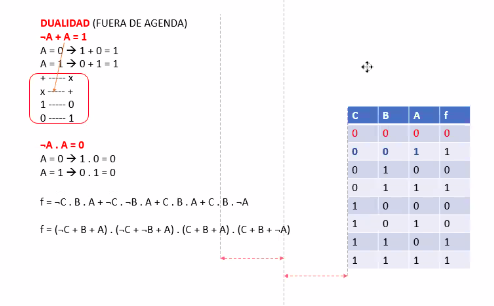 DUALIDAD (FUERA DE AGENDA)
¬A + A = 1
A = 0 → 1 + 0 = 1
A = 1 → 0 + 1 = 1
+ ----- x
x ----- +
1 ----- 0
0 ----- 1
¬A . A = 0
A = 0 → 1 . 0 = 0
A = 1 → 0 . 1 = 0
f = ¬C . B . A + ¬C . ¬B . A + C . B . A + C . B . ¬A
f = (¬C + B + A) . (¬C + ¬B + A) . (C + B + A) . (C + B + ¬A)
C B A f
0 0 0 0
0 0 1 1
0 1 0 0
0 1 1 1
1 0 0 0
1 0 1 0
1 1 0 1
1 1 1 1